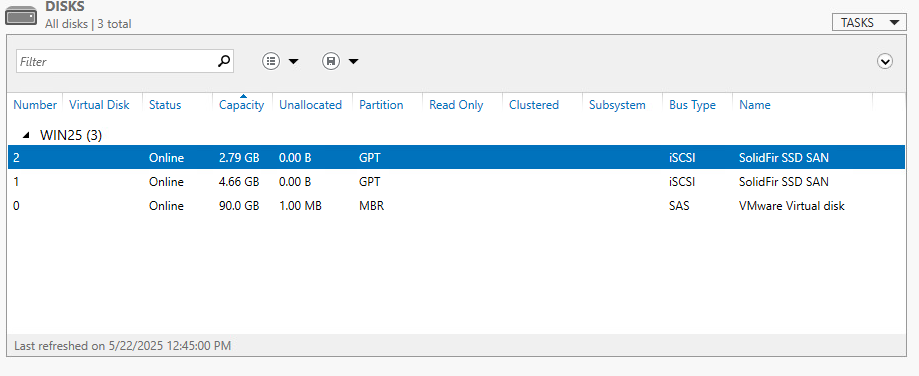 DISKS
All disks | 3 total
TASKS
Filter
Number Virtual Disk Status Capacity Unallocated Partition Read Only Clustered Subsystem Bus Type Name
WIN25 (3)
2 Online 2.79 GB 0.00 B GPT iSCSI SolidFir SSD SAN
1 Online 4.66 GB 0.00 B GPT iSCSI SolidFir SSD SAN
0 Online 90.0 GB 1.00 MB MBR SAS VMware Virtual disk
Last refreshed on 5/22/2025 12:45:00 PM